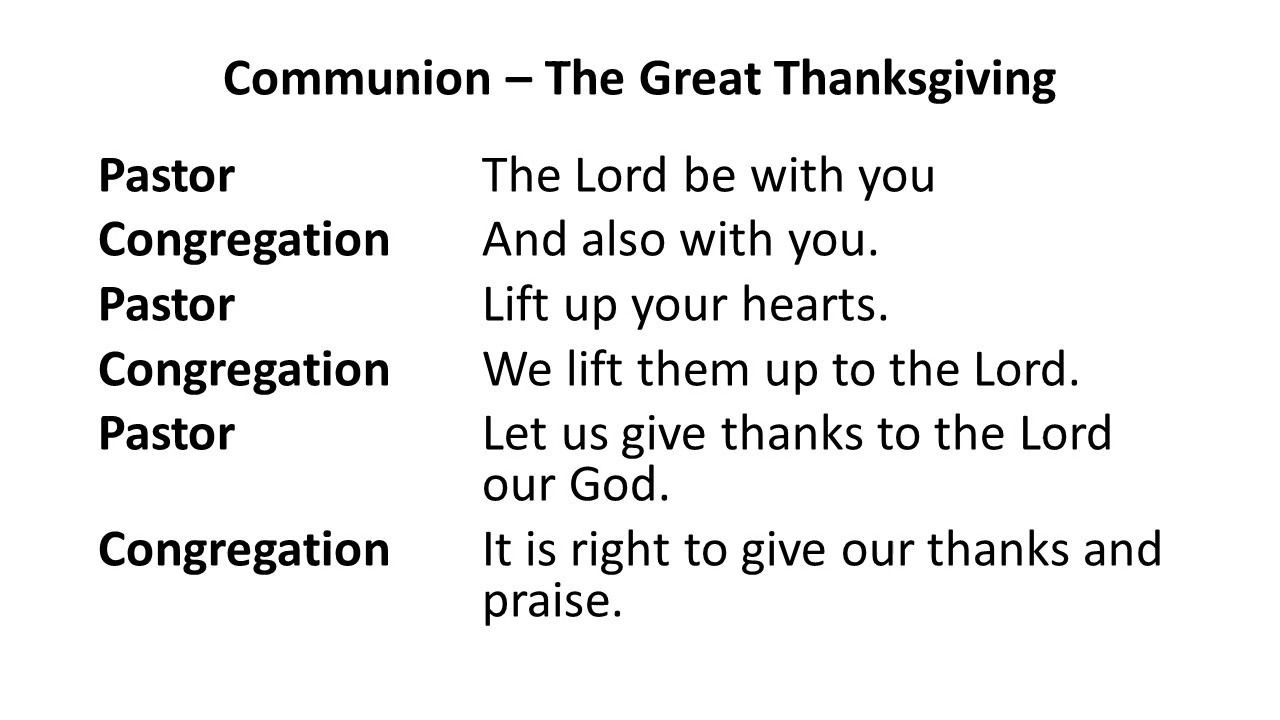 Communion – The Great Thanksgiving
Pastor The Lord be with you
Congregation And also with you.
Pastor Lift up your hearts.
Congregation We lift them up to the Lord.
Pastor Let us give thanks to the Lord
our God.
Congregation It is right to give our thanks and
praise.